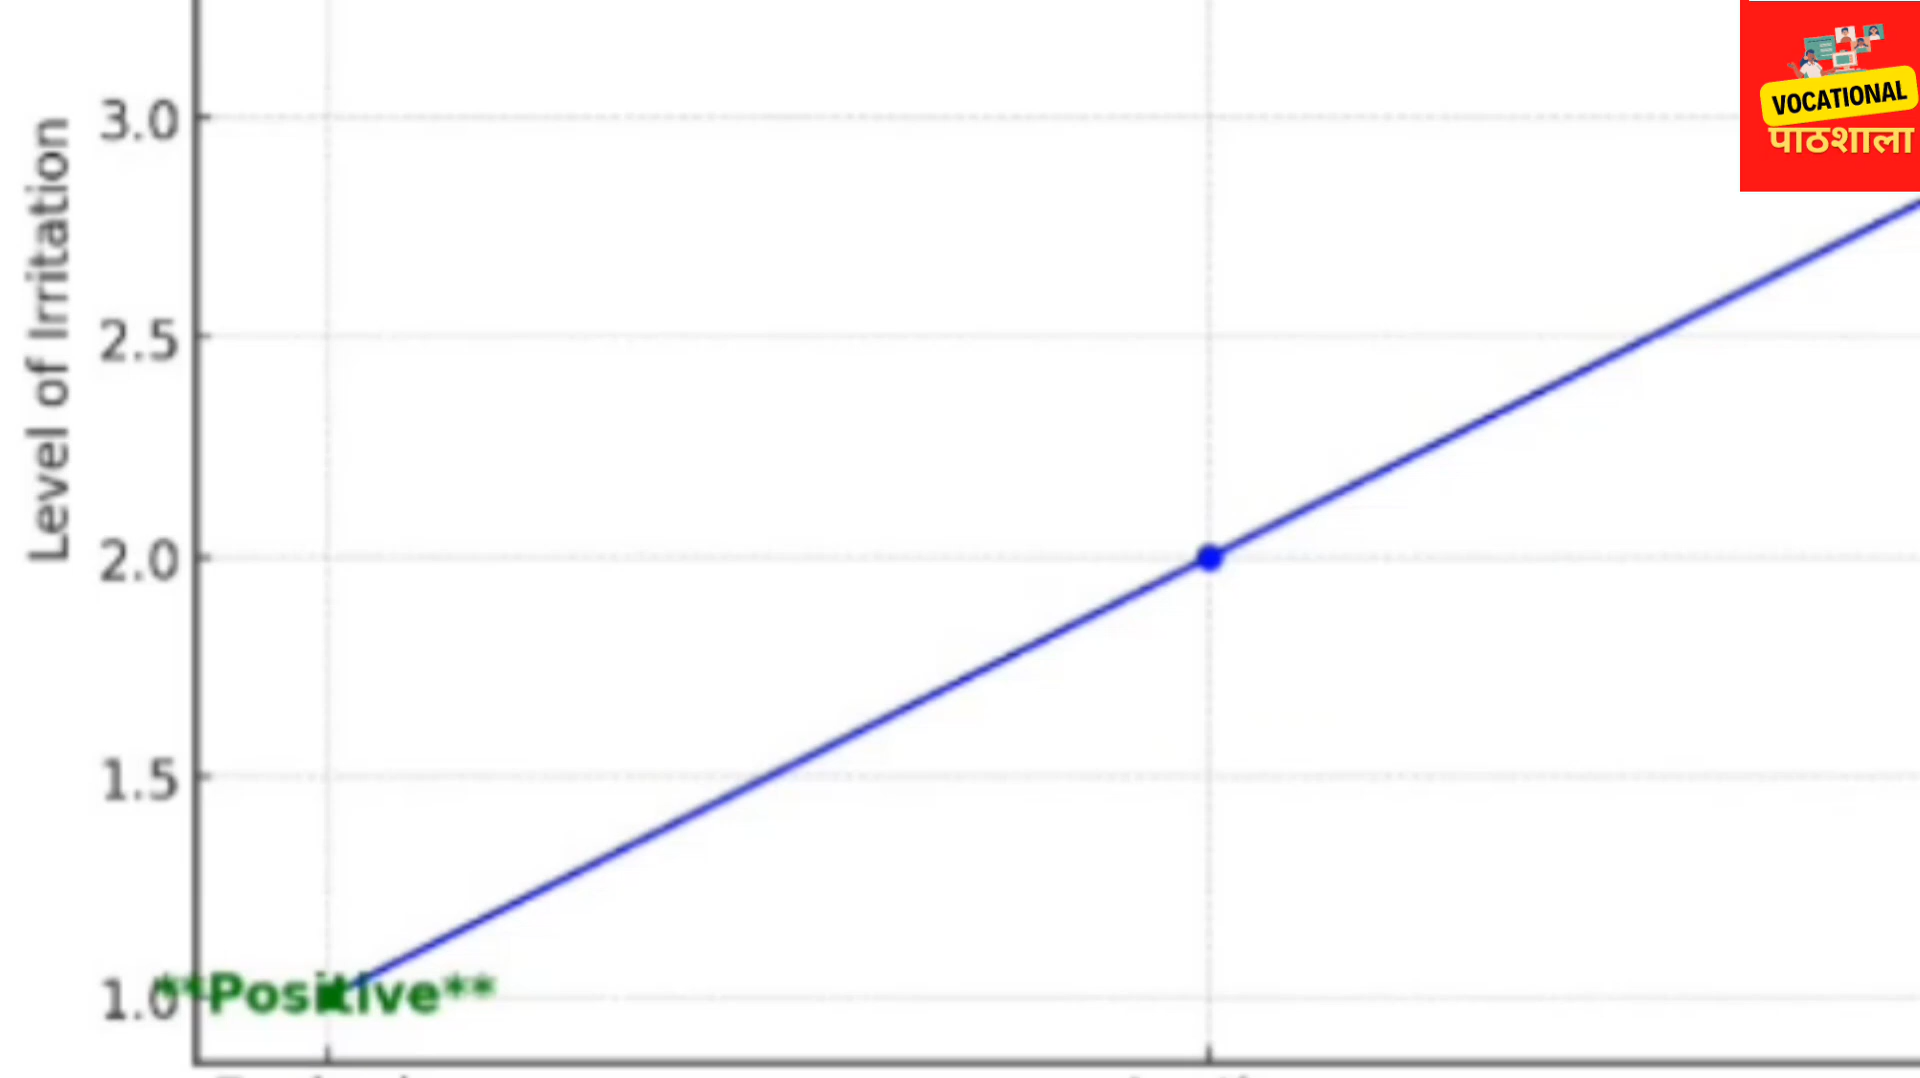 VOCATIONAL
पाठशाला
Level of Irritation
3.0
2.5
2.0
1.5
1.0
**Positive**